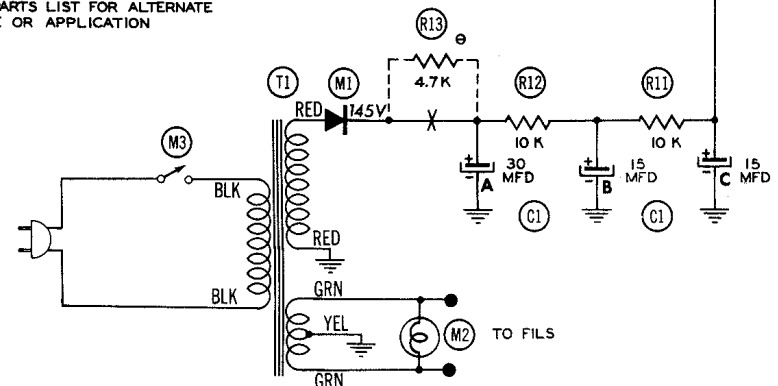 PARTS LIST FOR ALTERNATE
OR APPLICATION
R13
Θ
4.7K
T1
M1
R12
R11
RED
145V
X
10 K
10 K
M3
+
-
A
30
MFD
+
-
B
15
MFD
+
-
C
15
MFD
BLK
C1
C1
RED
BLK
GRN
YEL
M2
TO FILS
GRN